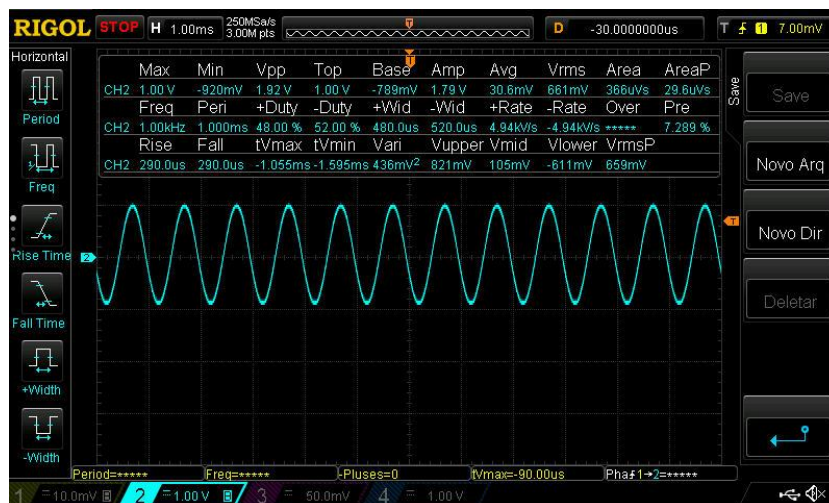 RIGOL STOP H 1.00ms 250MSa/s 3.00M pts D -30.0000000us T 1 7.00mV
Horizontal
Period
Freq
Rise Time
Fall Time
+Width
-Width
T
Max Min Vpp Top Base Amp Avg Vrms Area AreaP
CH2 1.00 V -920mV 1.92 V 1.00 V -789mV 1.79 V 30.6mV 661mV 366uVs 29.6uVs
Freq Peri +Duty -Duty +Wid -Wid +Rate -Rate Over Pre
CH2 1.00kHz 1.000ms 48.00 % 52.00 % 480.0us 520.0us 4.94kV/s -4.94kV/s ***** 7.289 %
Rise Fall tVmax tVmin Vari Vupper Vmid Vlower VrmsP
CH2 290.0us 290.0us -1.055ms -1.595ms 436mV² 821mV 105mV -611mV 659mV
2
T
Save
Save
Novo Arq
Novo Dir
Deletar
Period=***** Freq=***** -Pluses=0 tVmax=-90.00us Pha 1→2=*****
1 = 10.0mV 2 = 1.00 V 3 = 50.0mV 4 = 1.00 V